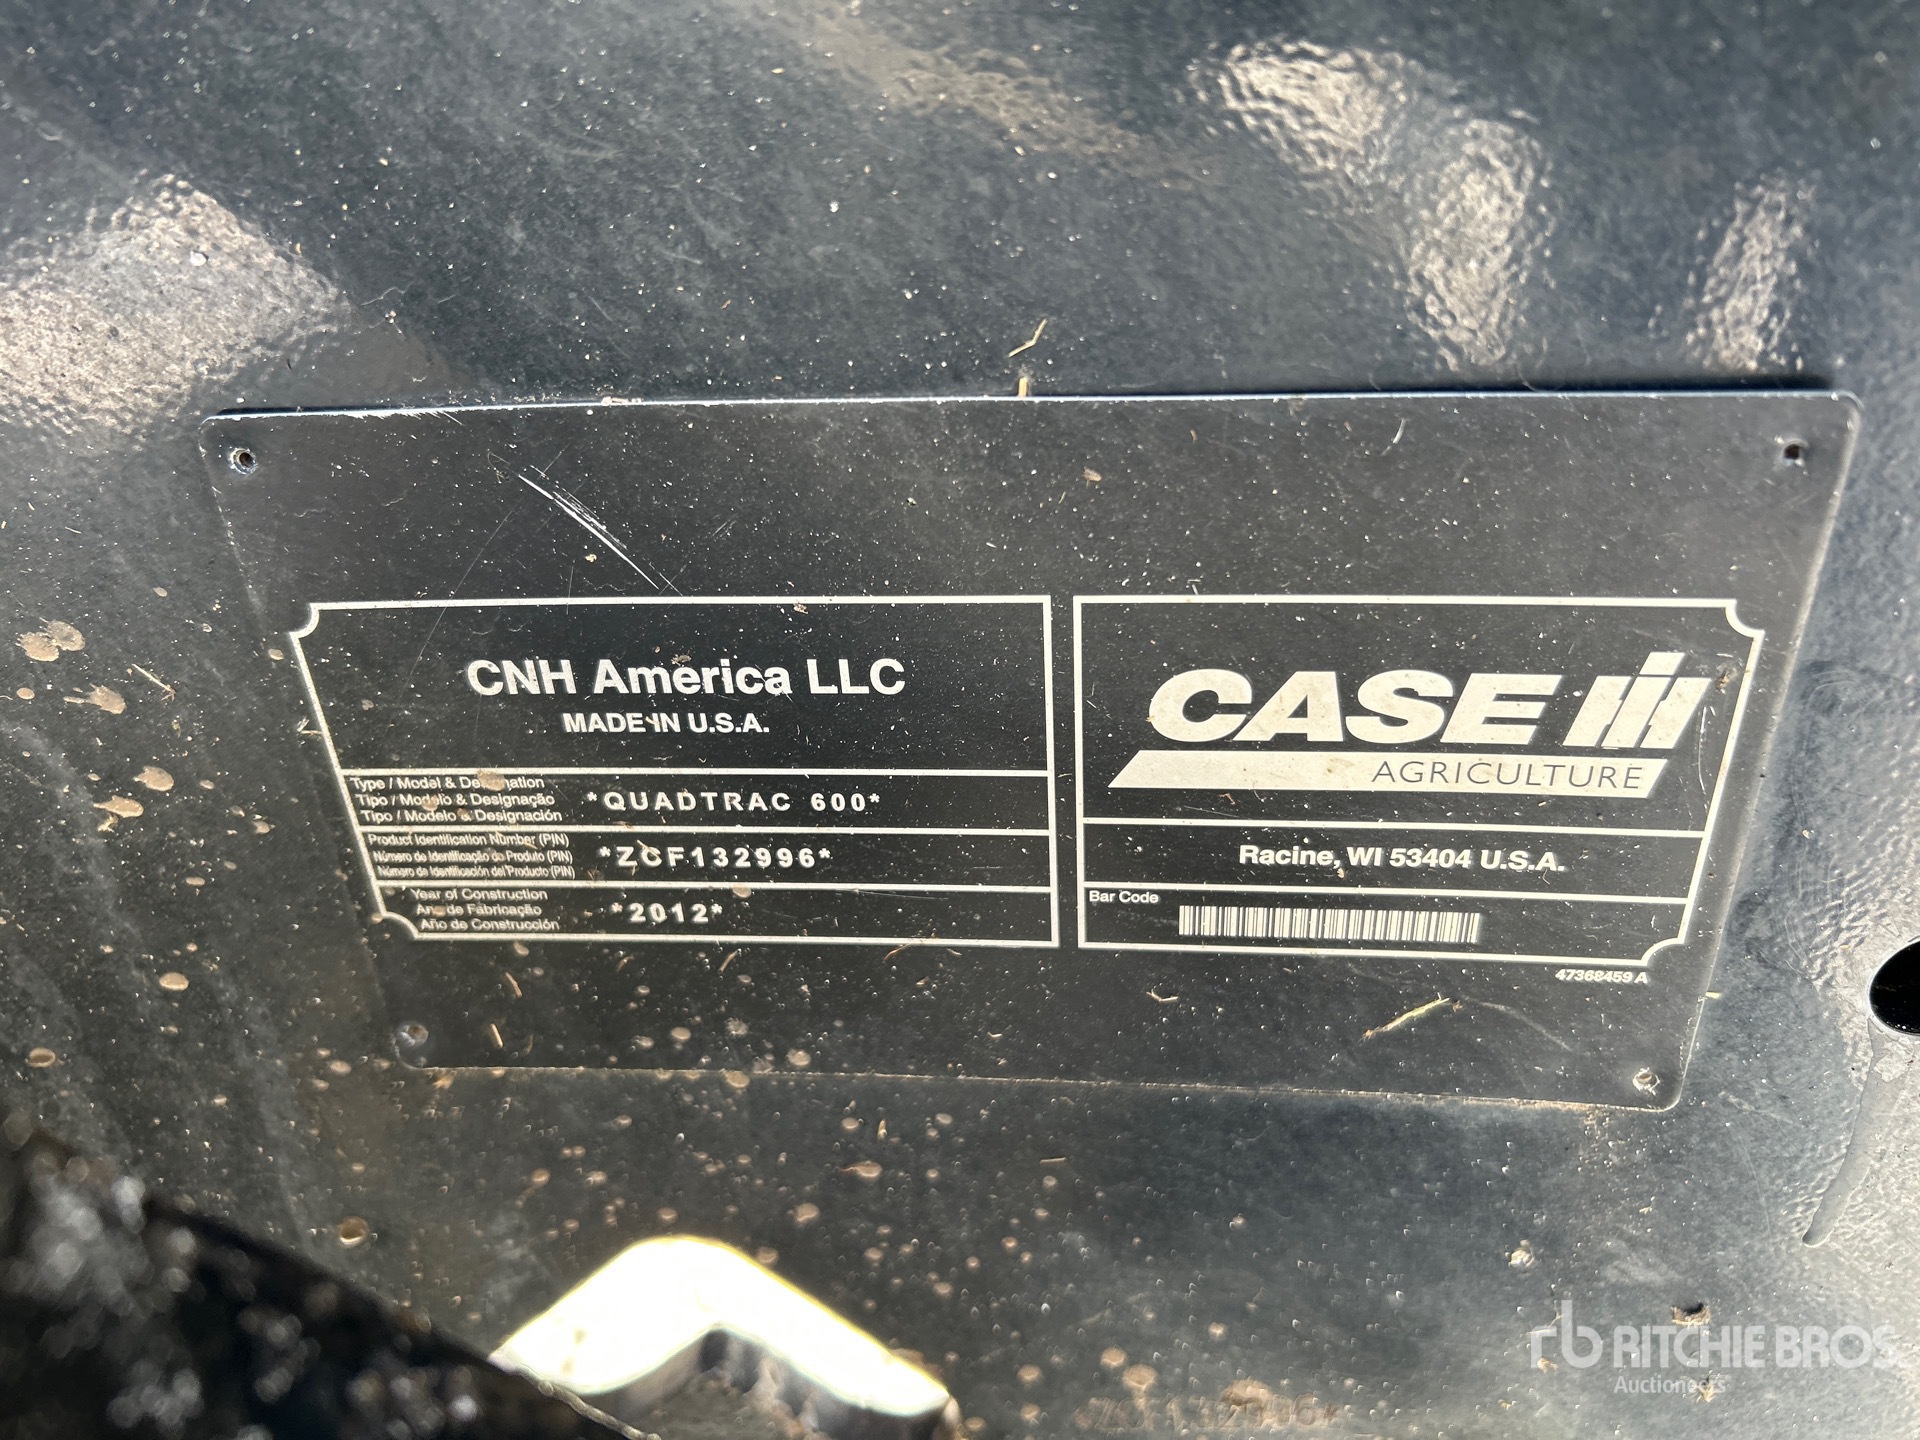 CNH America LLC
MADE IN U.S.A.
Type / Model & Designation
Tipo / Modelo & Designação
Tipo / Modelo & Designación
*QUADTRAC 600*
Product Identification Number (PIN)
Número de Identificação do Produto (PIN)
Número de Identificación del Producto (PIN)
*ZCF132996*
Year of Construction
Ano de Fabricação
Año de Construcción
*2012*
CASE IH
AGRICULTURE
Racine, WI 53404 U.S.A.
Bar Code
47368459 A
rb RITCHIE BROS
Auctioneers